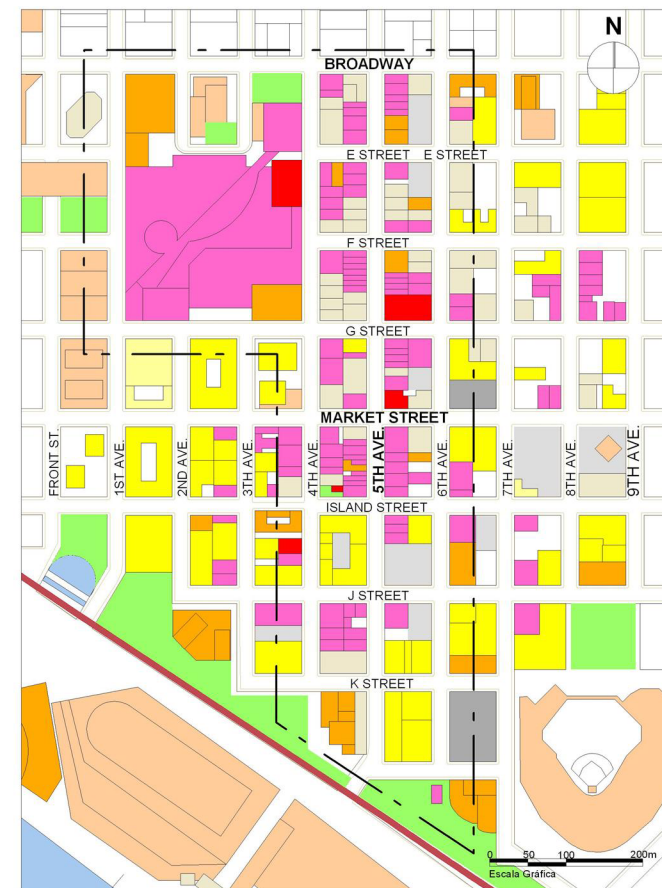 N
BROADWAY
E STREET E STREET
F STREET
G STREET
MARKET STREET
FRONT ST.
1ST AVE.
2ND AVE.
3TH AVE.
4TH AVE.
5TH AVE.
6TH AVE.
7TH AVE.
8TH AVE.
9TH AVE.
ISLAND STREET
J STREET
K STREET
0 50 100 200m
Escala Gráfica